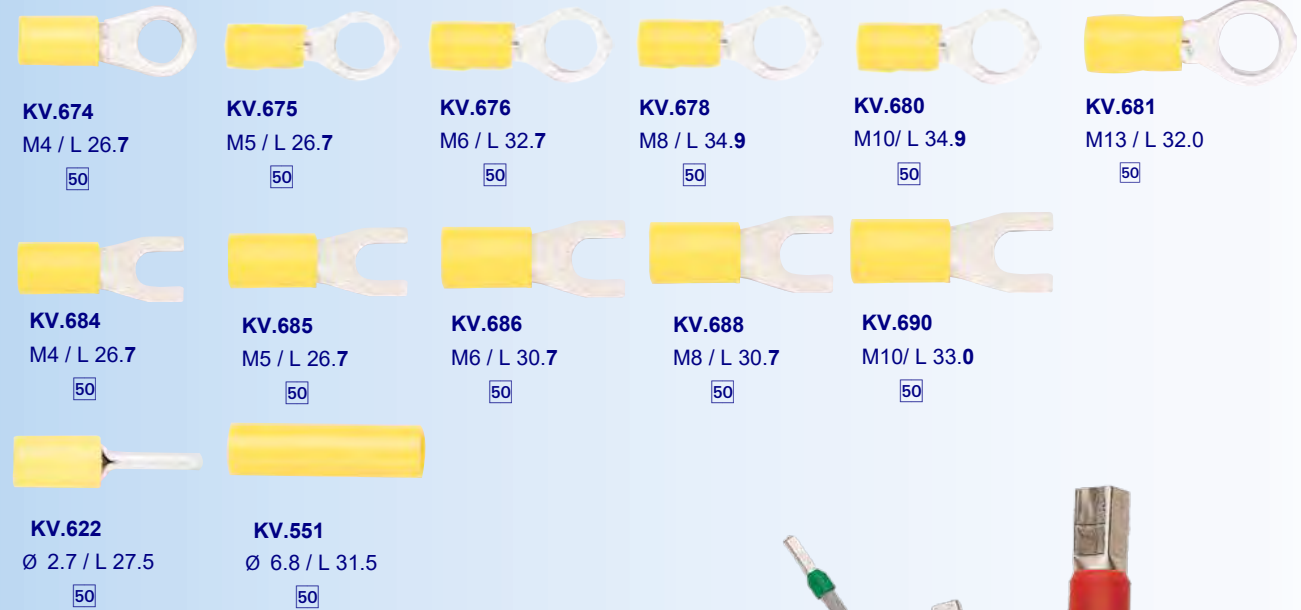 KV.674
M4 / L 26.7
50
KV.675
M5 / L 26.7
50
KV.676
M6 / L 32.7
50
KV.678
M8 / L 34.9
50
KV.680
M10/ L 34.9
50
KV.681
M13 / L 32.0
50
KV.684
M4 / L 26.7
50
KV.685
M5 / L 26.7
50
KV.686
M6 / L 30.7
50
KV.688
M8 / L 30.7
50
KV.690
M10/ L 33.0
50
KV.622
Ø 2.7 / L 27.5
50
KV.551
Ø 6.8 / L 31.5
50